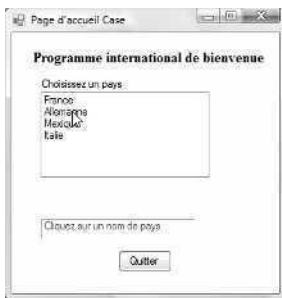 Page d'accueil Case
Programme international de bienvenue
Choisissez un pays
France
Allemagne
Mexique
Italie
Cliquez sur un nom de pays
Quitter